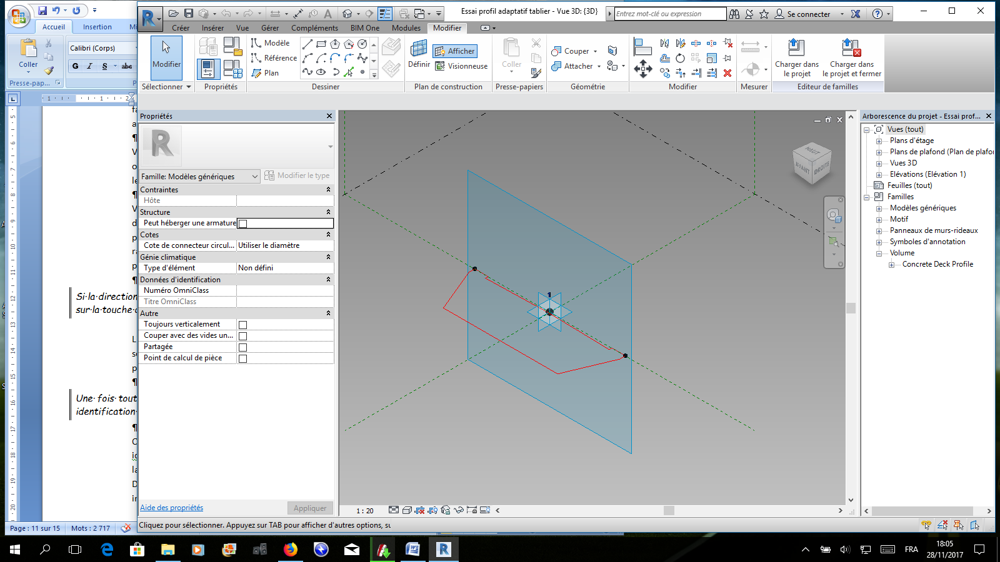 Essai profil adaptatif tablier - Vue 3D: {3D}
Entrez mot-clé ou expression
Se connecter
Accueil
Insertion
Mi
Créer
Insérer
Vue
Gérer
Compléments
BIM One
Modules
Modifier
Coller
Calibri (Corps)
G I S abc
Presse-pap...
P
Modifier
Modèle
Référence
Plan
Définir
Afficher
Visionneuse
Coller
Couper
Attacher
Charger dans
le projet
Charger dans
le projet et fermer
Sélectionner
Propriétés
Dessiner
Plan de construction
Presse-papiers
Géométrie
Modifier
Mesurer
Editeur de familles
Propriétés
Famille: Modèles génériques
Modifier le type
Contraintes
Hôte
Structure
Peut héberger une armature
Cotes
Cote de connecteur circul...
Utiliser le diamètre
Génie climatique
Type d'élément
Non défini
Données d'identification
Numéro OmniClass
Titre OmniClass
Autre
Toujours verticalement
Couper avec des vides un...
Partagée
Point de calcul de pièce
Aide des propriétés
Appliquer
Si·la·direction
sur·la·touche·
Une· fois· tout
identification·
HAUT
AVANT
DROITE
1
Arborescence du projet - Essai prof...
Vues (tout)
Plans d'étage
Plans de plafond (Plan de plafon
Vues 3D
Elévations (Elévation 1)
Feuilles (tout)
Familles
Modèles génériques
Motif
Panneaux de murs-rideaux
Symboles d'annotation
Volume
Concrete Deck Profile
1 : 20
Cliquez pour sélectionner. Appuyez sur TAB pour afficher d'autres options, su
Page : 11 sur 15
Mots : 2 717
FRA
18:05
28/11/2017